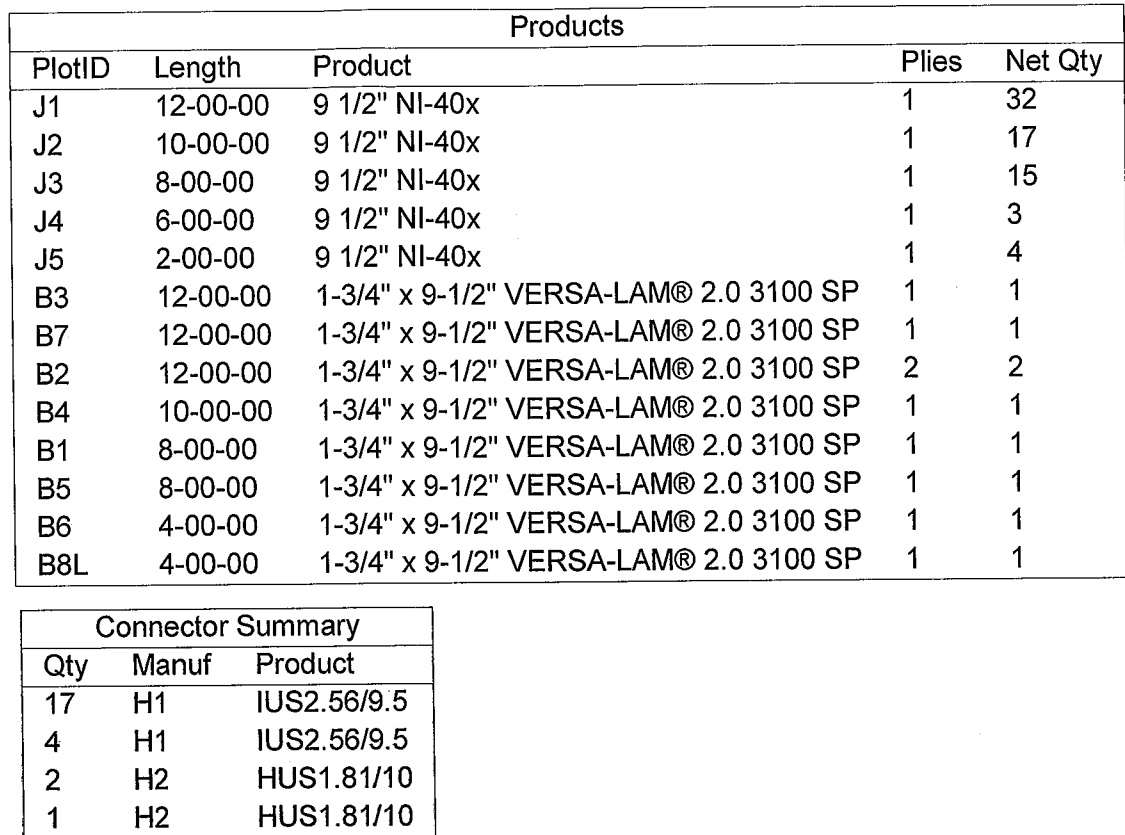 Products
PlotID Length Product Plies Net Qty
J1 12-00-00 9 1/2" NI-40x 1 32
J2 10-00-00 9 1/2" NI-40x 1 17
J3 8-00-00 9 1/2" NI-40x 1 15
J4 6-00-00 9 1/2" NI-40x 1 3
J5 2-00-00 9 1/2" NI-40x 1 4
B3 12-00-00 1-3/4" x 9-1/2" VERSA-LAM® 2.0 3100 SP 1 1
B7 12-00-00 1-3/4" x 9-1/2" VERSA-LAM® 2.0 3100 SP 1 1
B2 12-00-00 1-3/4" x 9-1/2" VERSA-LAM® 2.0 3100 SP 2 2
B4 10-00-00 1-3/4" x 9-1/2" VERSA-LAM® 2.0 3100 SP 1 1
B1 8-00-00 1-3/4" x 9-1/2" VERSA-LAM® 2.0 3100 SP 1 1
B5 8-00-00 1-3/4" x 9-1/2" VERSA-LAM® 2.0 3100 SP 1 1
B6 4-00-00 1-3/4" x 9-1/2" VERSA-LAM® 2.0 3100 SP 1 1
B8L 4-00-00 1-3/4" x 9-1/2" VERSA-LAM® 2.0 3100 SP 1 1
Connector Summary
Qty Manuf Product
17 H1 IUS2.56/9.5
4 H1 IUS2.56/9.5
2 H2 HUS1.81/10
1 H2 HUS1.81/10